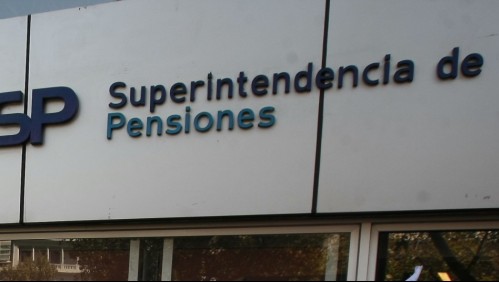 SP
Superintendencia de
Pensiones